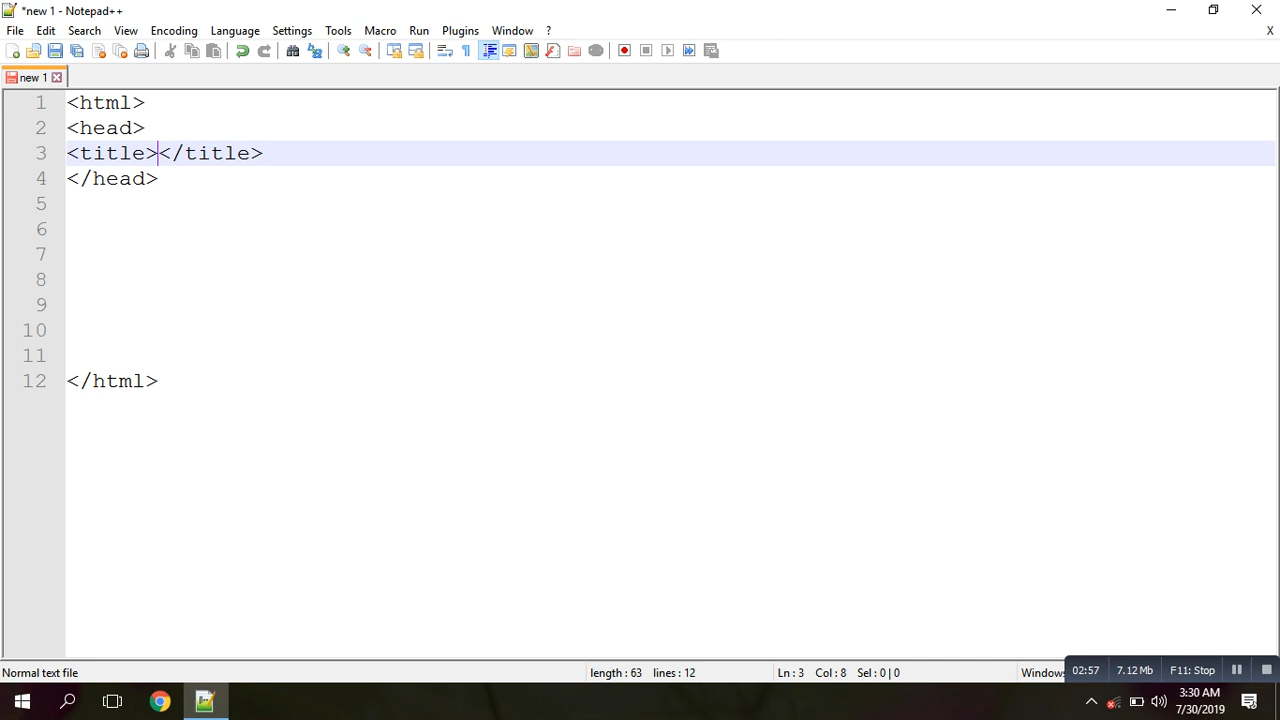 *new 1 - Notepad++
File Edit Search View Encoding Language Settings Tools Macro Run Plugins Window ? X
new 1
1 <html>
2 <head>
3 <title></title>
4 </head>
5
6
7
8
9
10
11
12 </html>
Normal text file length : 63 lines : 12 Ln : 3 Col : 8 Sel : 0 | 0 Windows 02:57 7.12 Mb F11: Stop
3:30 AM
7/30/2019